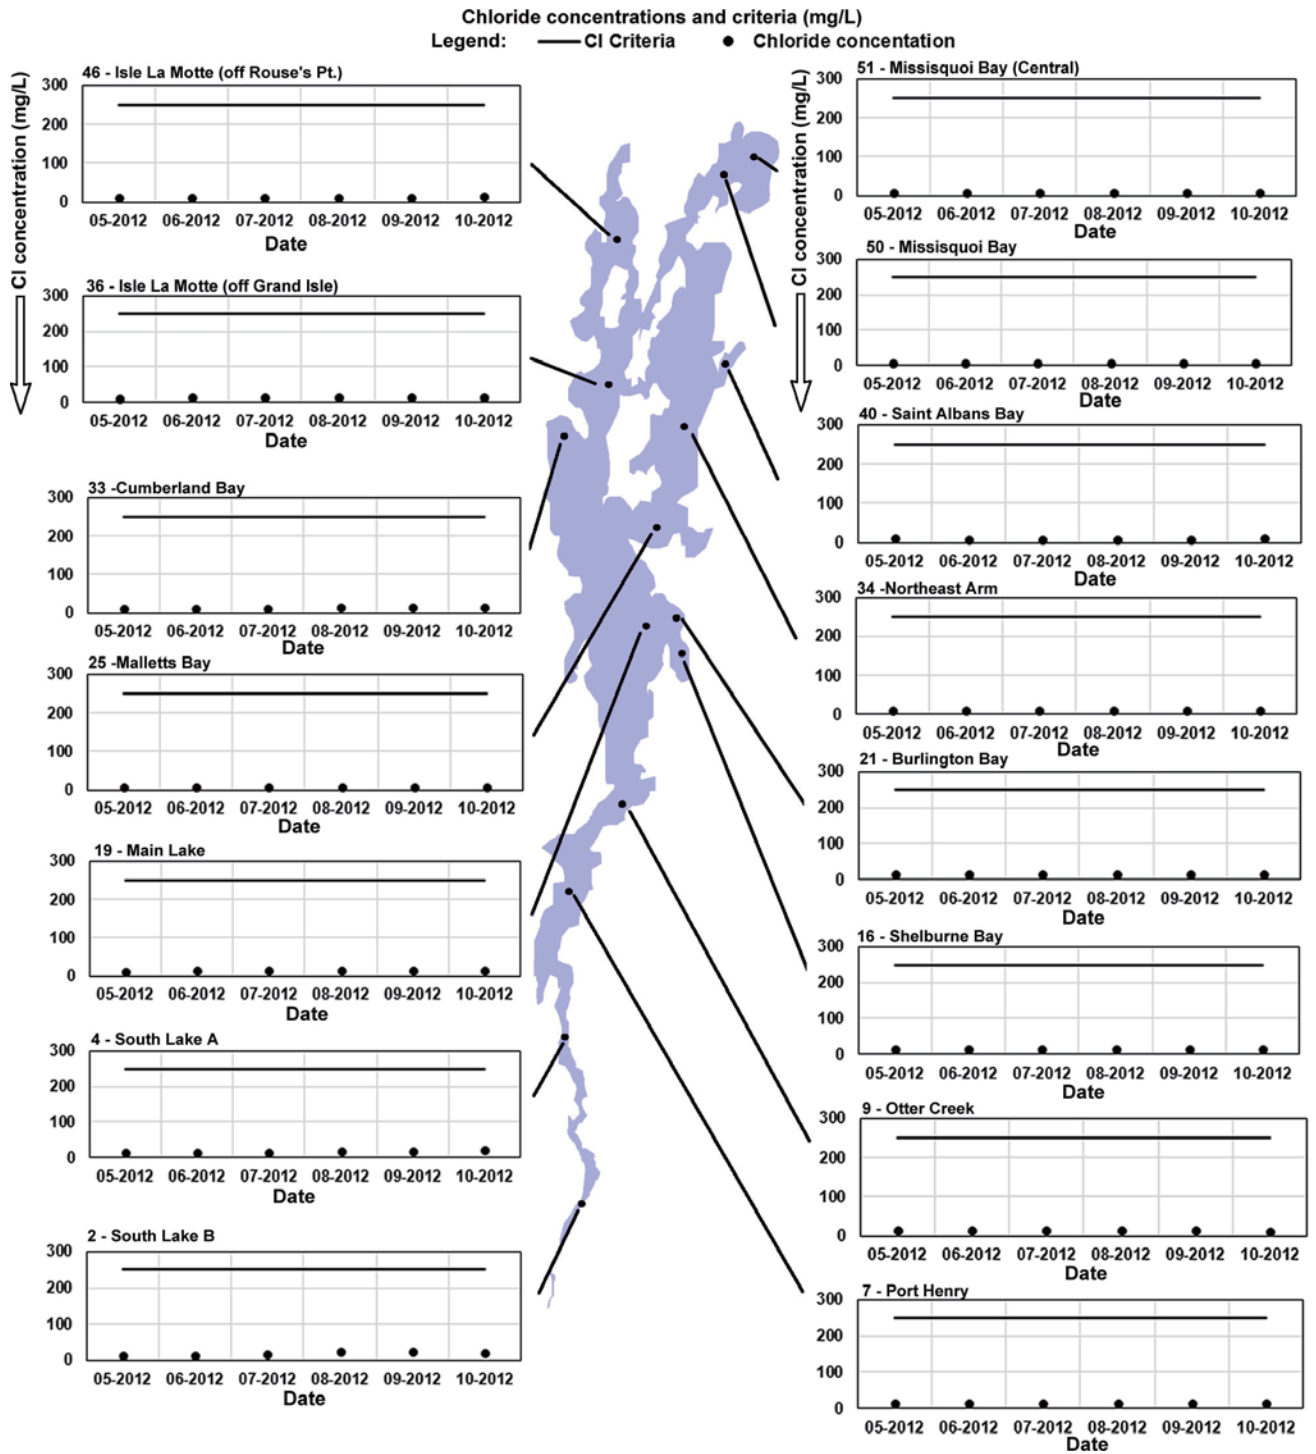 Chloride concentrations and criteria (mg/L)
Legend: Cl Criteria Chloride concentation
Cl concentration (mg/L)
46 - Isle La Motte (off Rouse's Pt.)
300
200
100
0
05-2012 06-2012 07-2012 08-2012 09-2012 10-2012
Date
36 - Isle La Motte (off Grand Isle)
300
200
100
0
05-2012 06-2012 07-2012 08-2012 09-2012 10-2012
Date
33 -Cumberland Bay
300
200
100
0
05-2012 06-2012 07-2012 08-2012 09-2012 10-2012
Date
25 -Malletts Bay
300
200
100
0
05-2012 06-2012 07-2012 08-2012 09-2012 10-2012
Date
19 - Main Lake
300
200
100
0
05-2012 06-2012 07-2012 08-2012 09-2012 10-2012
Date
4 - South Lake A
300
200
100
0
05-2012 06-2012 07-2012 08-2012 09-2012 10-2012
Date
2 - South Lake B
300
200
100
0
05-2012 06-2012 07-2012 08-2012 09-2012 10-2012
Date
Cl concentration (mg/L)
51 - Missisquoi Bay (Central)
300
200
100
0
05-2012 06-2012 07-2012 08-2012 09-2012 10-2012
Date
50 - Missisquoi Bay
300
200
100
0
05-2012 06-2012 07-2012 08-2012 09-2012 10-2012
Date
40 - Saint Albans Bay
300
200
100
0
05-2012 06-2012 07-2012 08-2012 09-2012 10-2012
Date
34 -Northeast Arm
300
200
100
0
05-2012 06-2012 07-2012 08-2012 09-2012 10-2012
Date
21 - Burlington Bay
300
200
100
0
05-2012 06-2012 07-2012 08-2012 09-2012 10-2012
Date
16 - Shelburne Bay
300
200
100
0
05-2012 06-2012 07-2012 08-2012 09-2012 10-2012
Date
9 - Otter Creek
300
200
100
0
05-2012 06-2012 07-2012 08-2012 09-2012 10-2012
Date
7 - Port Henry
300
200
100
0
05-2012 06-2012 07-2012 08-2012 09-2012 10-2012
Date